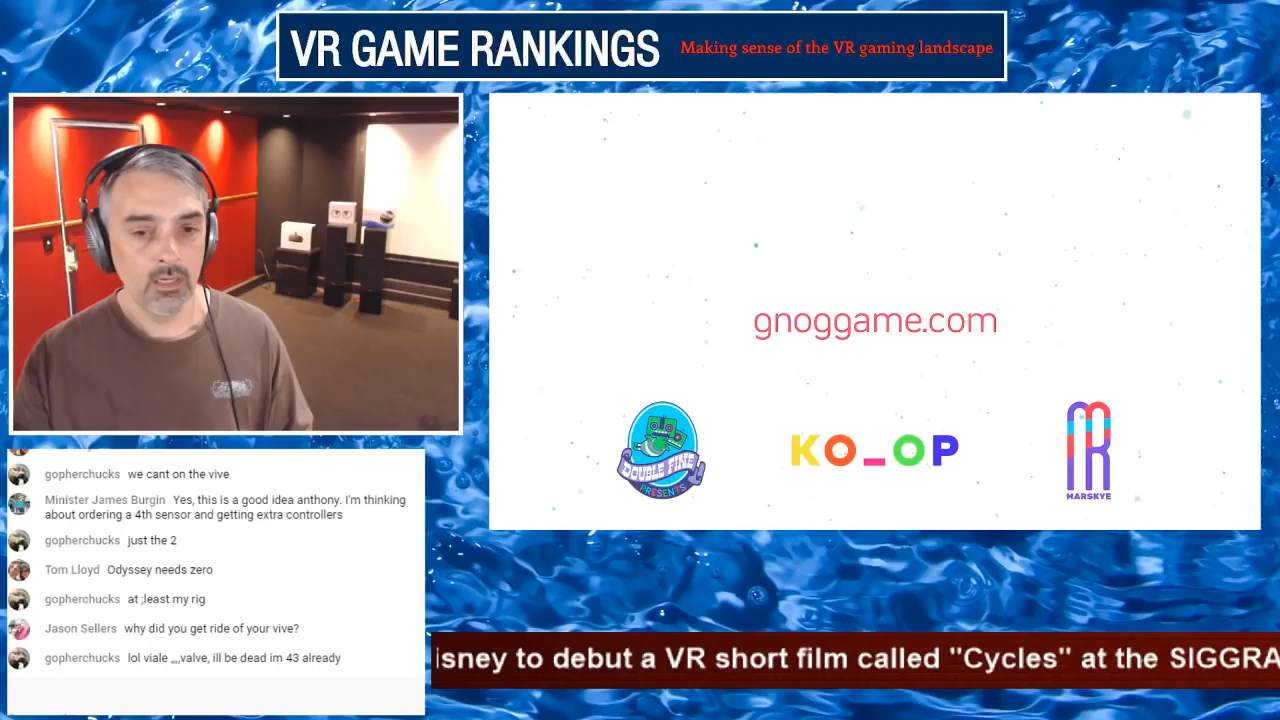 VR GAME RANKINGS Making sense of the VR gaming landscape
gnoggame.com
DOUBLE FINE
PRESENTS
KO_OP
MARSKYE
gopherchucks we cant on the vive
Minister James Burgin Yes, this is a good idea anthony. I'm thinking
about ordering a 4th sensor and getting extra controllers
gopherchucks just the 2
Tom Lloyd Odyssey needs zero
gopherchucks at ;least my rig
Jason Sellers why did you get ride of your vive?
gopherchucks lol viale ,,,,valve, ill be dead im 43 already
isney to debut a VR short film called "Cycles" at the SIGGRA